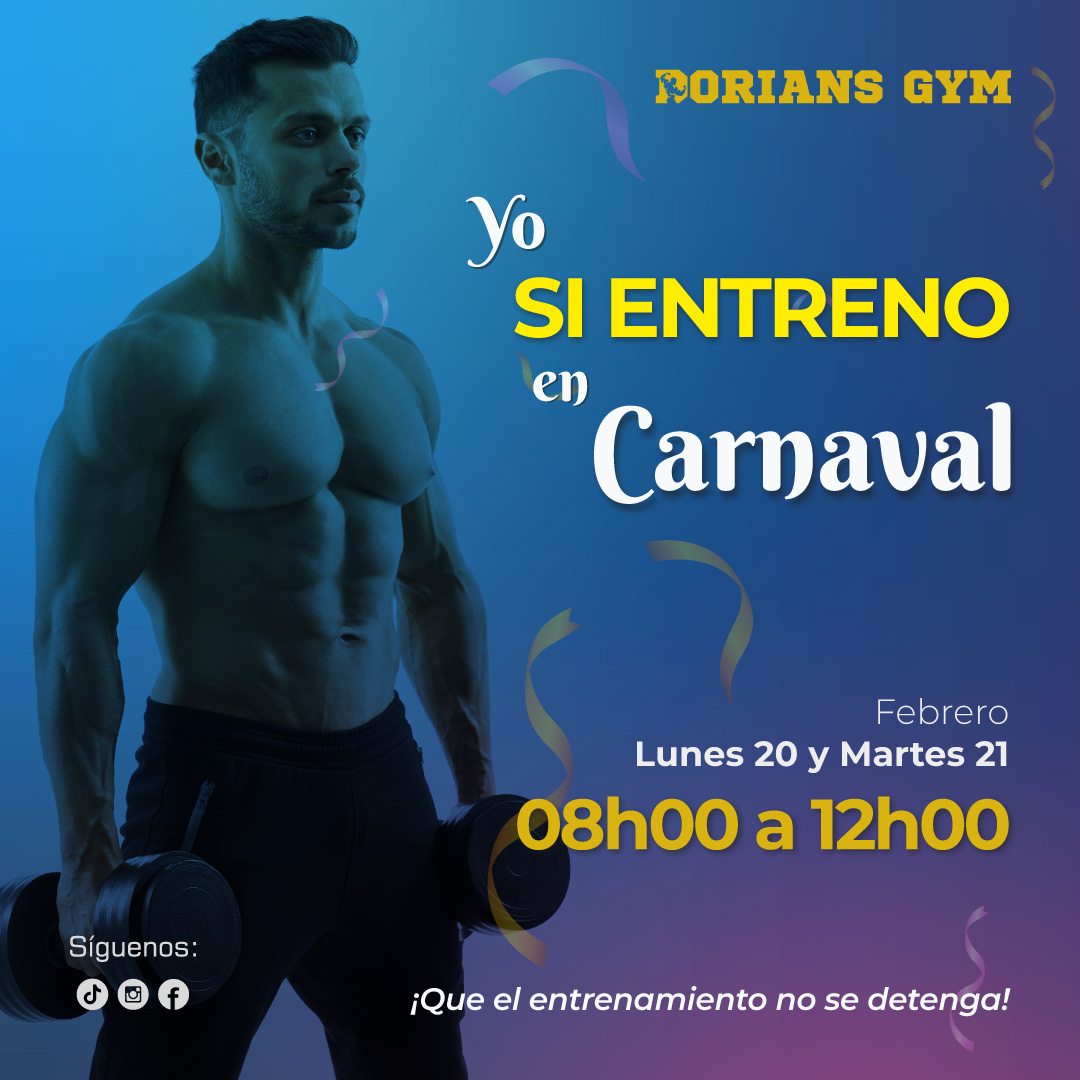 DORIANS GYM
Yo
SI ENTRENO
en
Carnaval
Febrero
Lunes 20 y Martes 21
08h00 a 12h00
Síguenos:
¡Que el entrenamiento no se detenga!